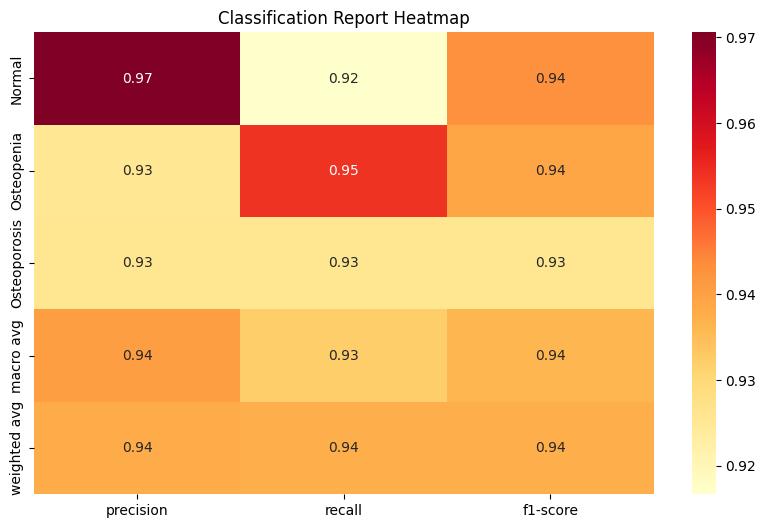 Classification Report Heatmap
Normal 0.97 0.92 0.94
Osteopenia 0.93 0.95 0.94
Osteoporosis 0.93 0.93 0.93
macro avg 0.94 0.93 0.94
weighted avg 0.94 0.94 0.94
precision recall f1-score
0.97
0.96
0.95
0.94
0.93
0.92